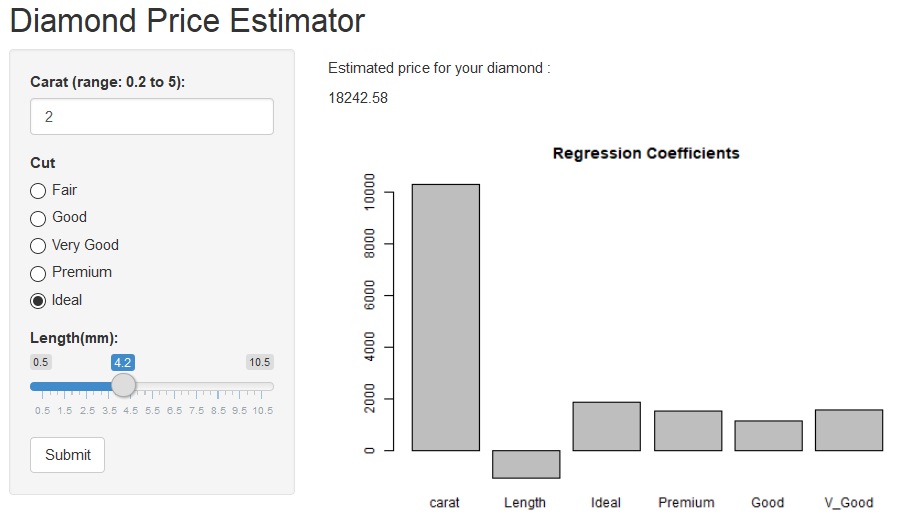 Diamond Price Estimator
Carat (range: 0.2 to 5):
2
Cut
Fair
Good
Very Good
Premium
Ideal
Length(mm):
0.5 4.2 10.5
0.5 1.5 2.5 3.5 4.5 5.5 6.5 7.5 8.5 9.5 10.5
Submit
Estimated price for your diamond :
18242.58
Regression Coefficients
10000
8000
6000
4000
2000
0
carat Length Ideal Premium Good V_Good